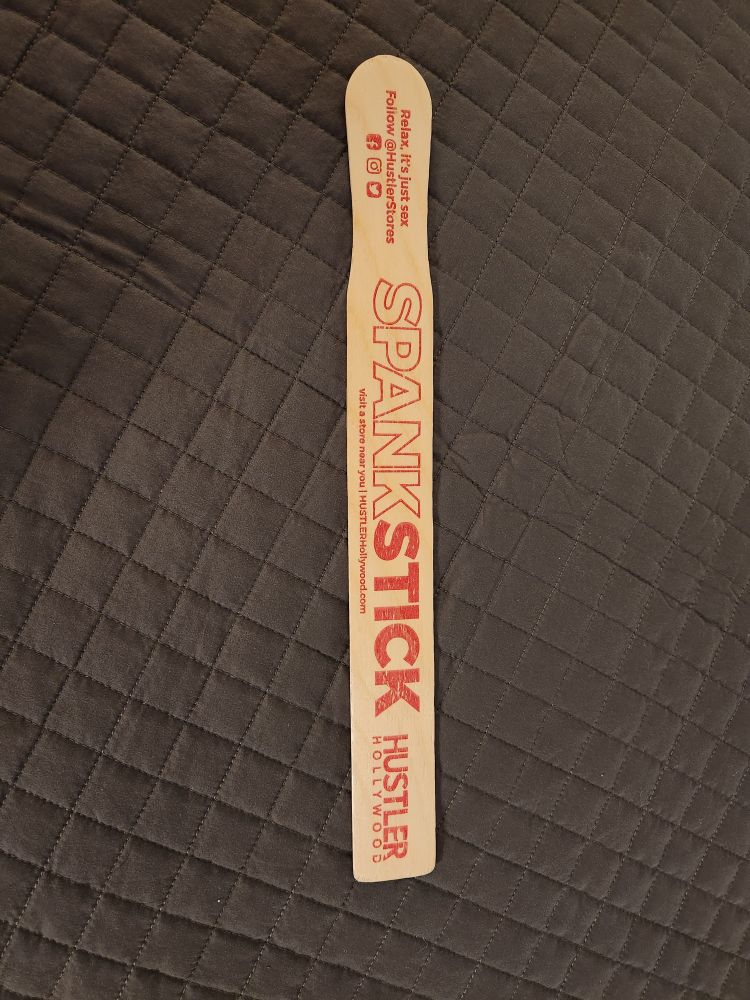 Relax, it's just sex
Follow @HustlerStores
SPANKSTICK
visit a store near you | HUSTLERHollywood.com
HUSTLER
HOLLYWOOD